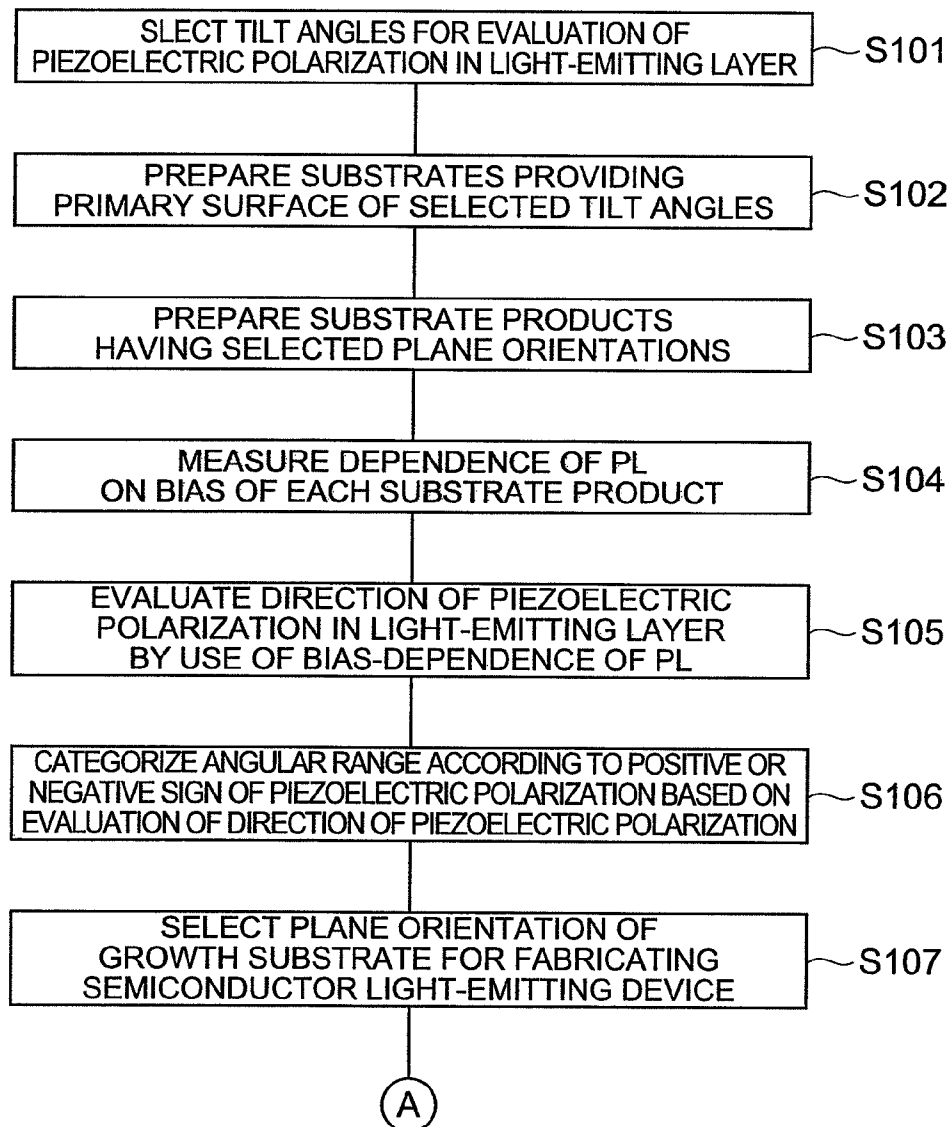 SLECT TILT ANGLES FOR EVALUATION OF
PIEZOELECTRIC POLARIZATION IN LIGHT-EMITTING LAYER
S101
PREPARE SUBSTRATES PROVIDING
PRIMARY SURFACE OF SELECTED TILT ANGLES
S102
PREPARE SUBSTRATE PRODUCTS
HAVING SELECTED PLANE ORIENTATIONS
S103
MEASURE DEPENDENCE OF PL
ON BIAS OF EACH SUBSTRATE PRODUCT
S104
EVALUATE DIRECTION OF PIEZOELECTRIC
POLARIZATION IN LIGHT-EMITTING LAYER
BY USE OF BIAS-DEPENDENCE OF PL
S105
CATEGORIZE ANGULAR RANGE ACCORDING TO POSITIVE OR
NEGATIVE SIGN OF PIEZOELECTRIC POLARIZATION BASED ON
EVALUATION OF DIRECTION OF PIEZOELECTRIC POLARIZATION
S106
SELECT PLANE ORIENTATION OF
GROWTH SUBSTRATE FOR FABRICATING
SEMICONDUCTOR LIGHT-EMITTING DEVICE
S107
A